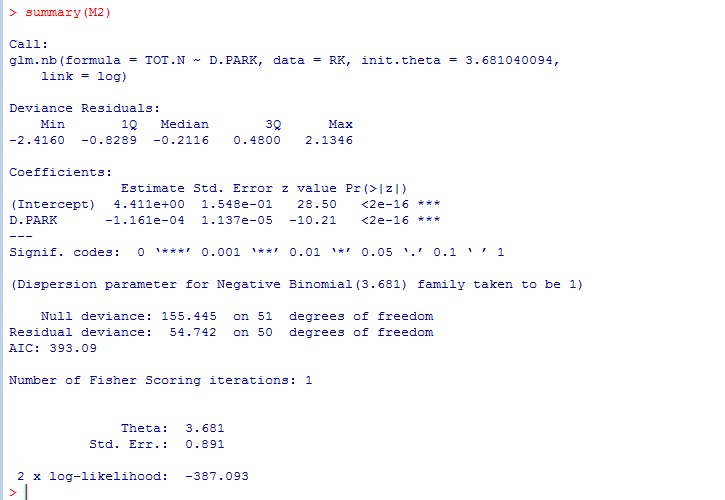 > summary(M2)
Call:
glm.nb(formula = TOT.N ~ D.PARK, data = RK, init.theta = 3.681040094,
    link = log)
Deviance Residuals:
    Min       1Q   Median       3Q      Max
-2.4160  -0.8289  -0.2116   0.4800   2.1346
Coefficients:
              Estimate Std. Error z value Pr(>|z|)
(Intercept)  4.411e+00  1.548e-01   28.50   <2e-16 ***
D.PARK      -1.161e-04  1.137e-05  -10.21   <2e-16 ***
---
Signif. codes:  0 ‘***’ 0.001 ‘**’ 0.01 ‘*’ 0.05 ‘.’ 0.1 ‘ ’ 1
(Dispersion parameter for Negative Binomial(3.681) family taken to be 1)
    Null deviance: 155.445  on 51  degrees of freedom
Residual deviance:  54.742  on 50  degrees of freedom
AIC: 393.09
Number of Fisher Scoring iterations: 1
              Theta:  3.681
          Std. Err.:  0.891
 2 x log-likelihood:  -387.093
>